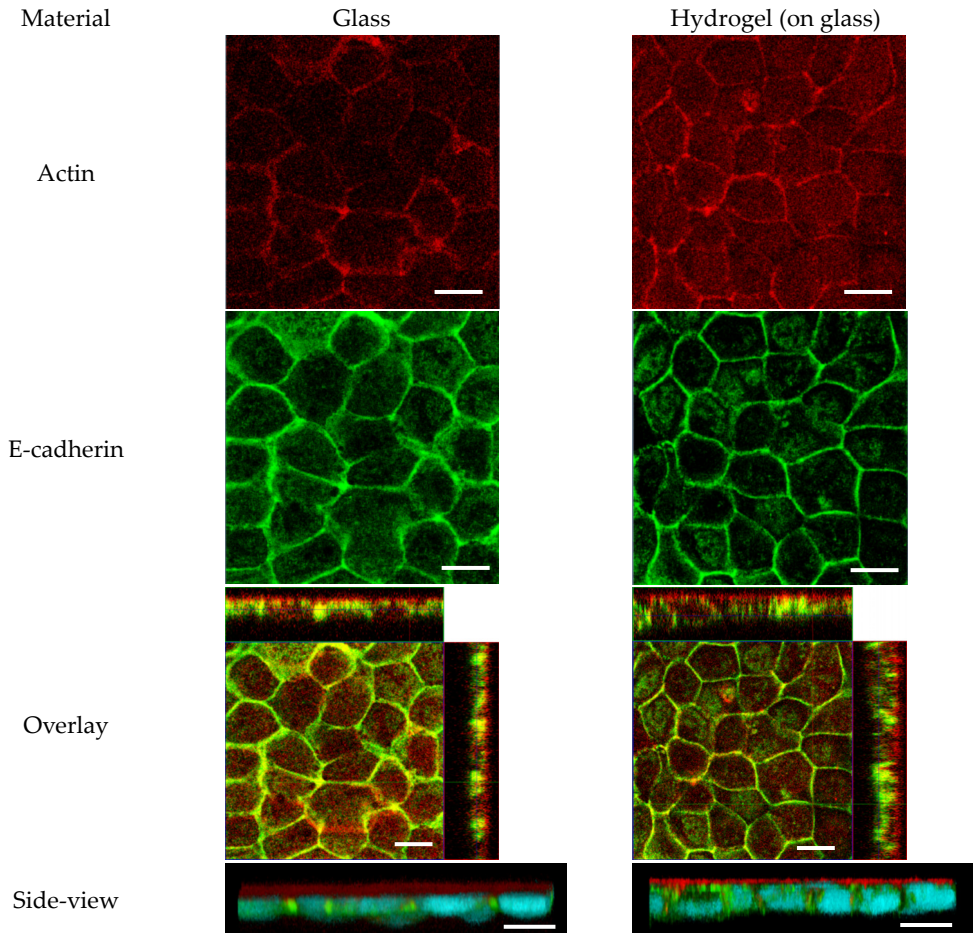 Material Glass Hydrogel (on glass)
Actin
E-cadherin
Overlay
Side-view